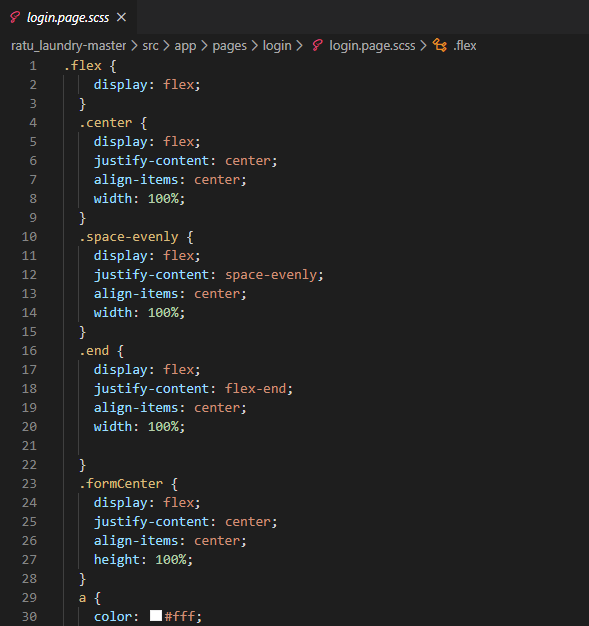 login.page.scss ×
ratu_laundry-master > src > app > pages > login > login.page.scss > .flex
1 .flex {
2     display: flex;
3   }
4   .center {
5     display: flex;
6     justify-content: center;
7     align-items: center;
8     width: 100%;
9   }
10   .space-evenly {
11     display: flex;
12     justify-content: space-evenly;
13     align-items: center;
14     width: 100%;
15   }
16   .end {
17     display: flex;
18     justify-content: flex-end;
19     align-items: center;
20     width: 100%;
21
22   }
23   .formCenter {
24     display: flex;
25     justify-content: center;
26     align-items: center;
27     height: 100%;
28   }
29   a {
30     color: #fff;